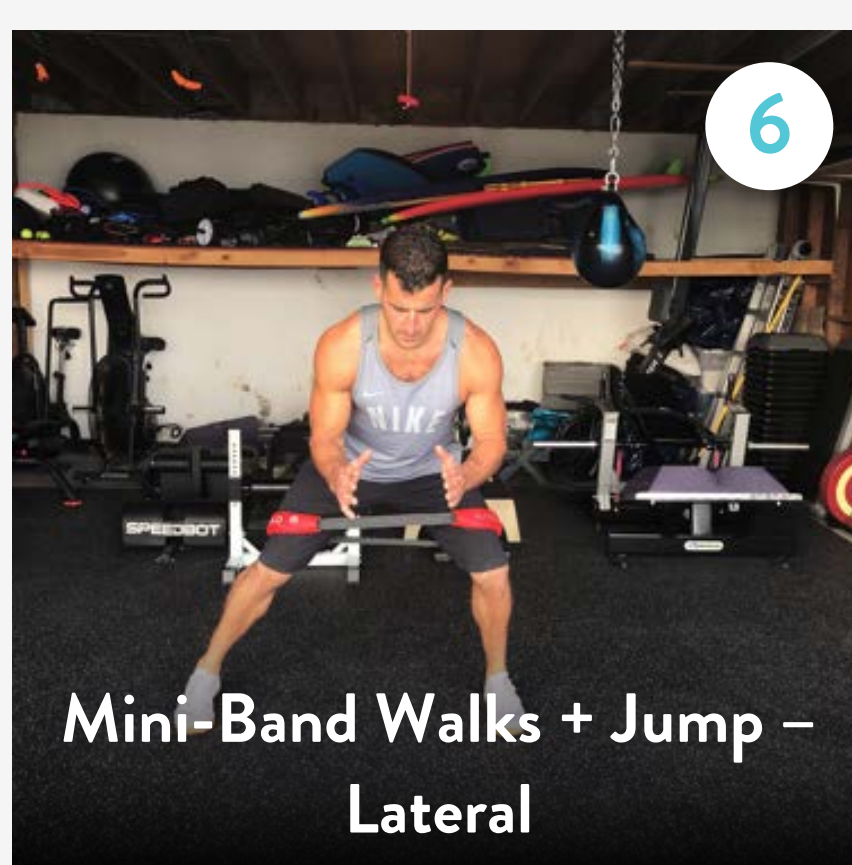 6
NIKE
SPEEDBOT
Mini-Band Walks + Jump –
Lateral